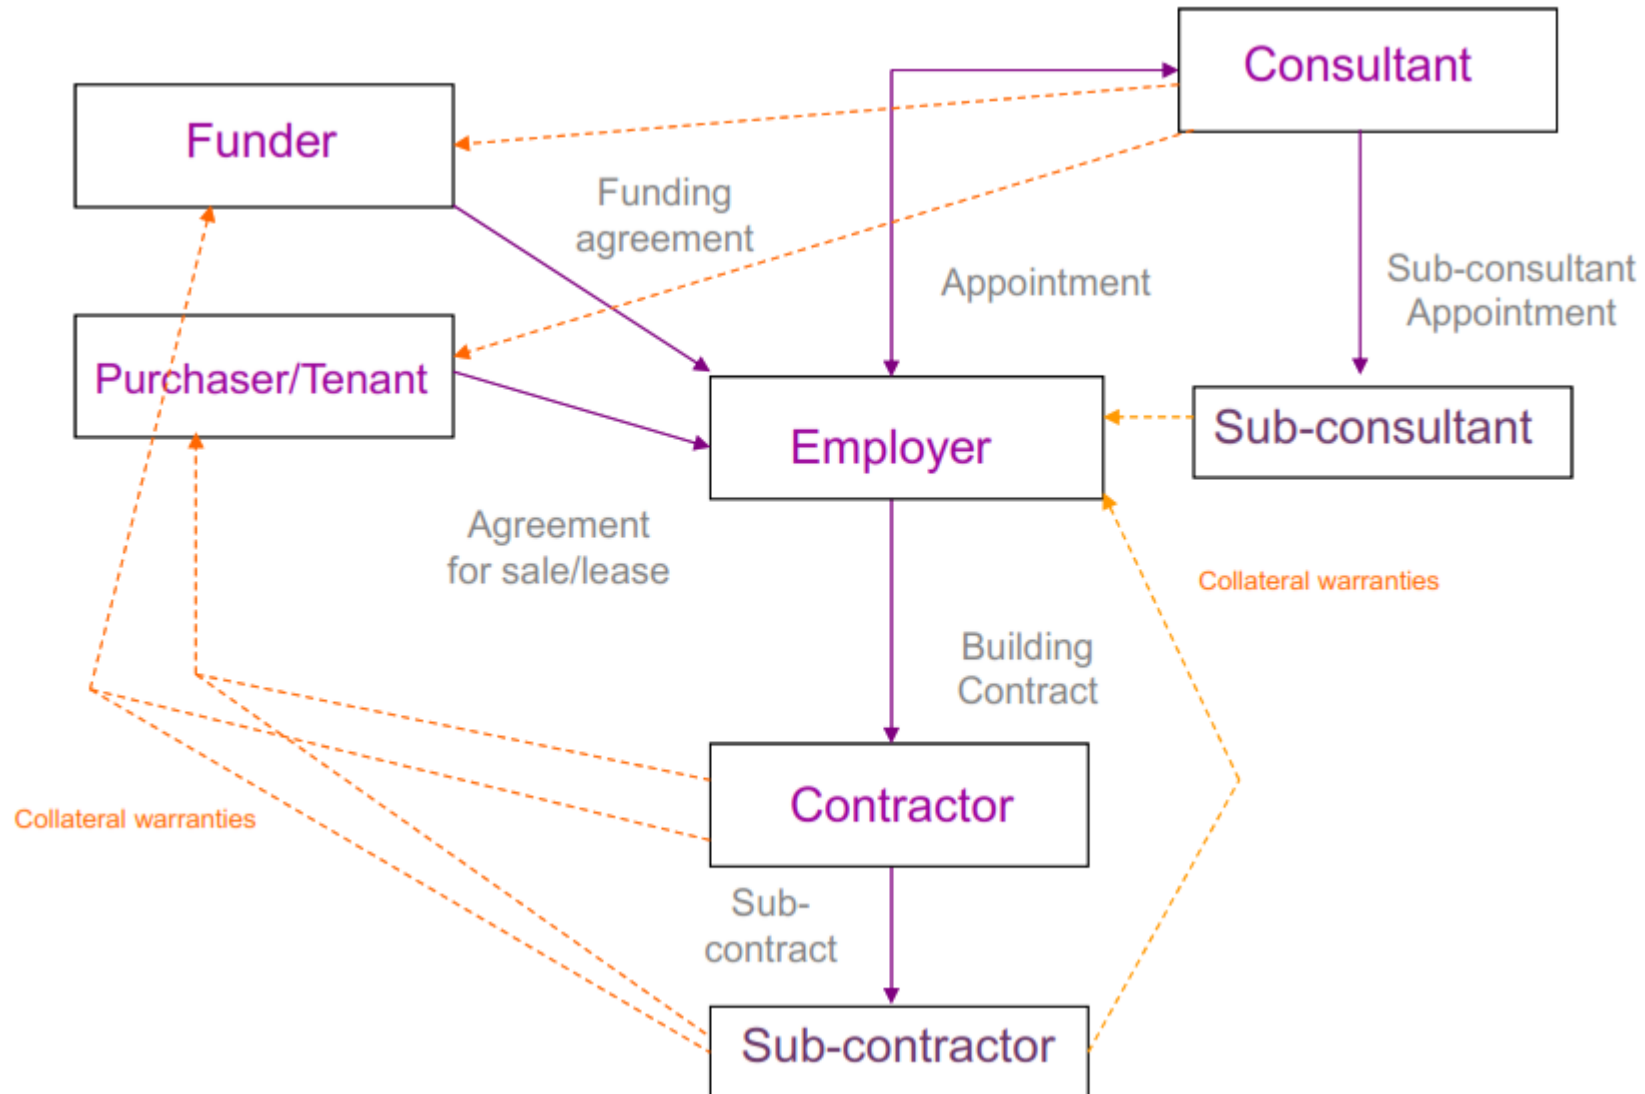 Consultant
Funder
Funding
agreement
Appointment
Sub-consultant
Appointment
Purchaser/Tenant
Employer
Sub-consultant
Agreement
for sale/lease
Collateral warranties
Building
Contract
Contractor
Collateral warranties
Sub-
contract
Sub-contractor